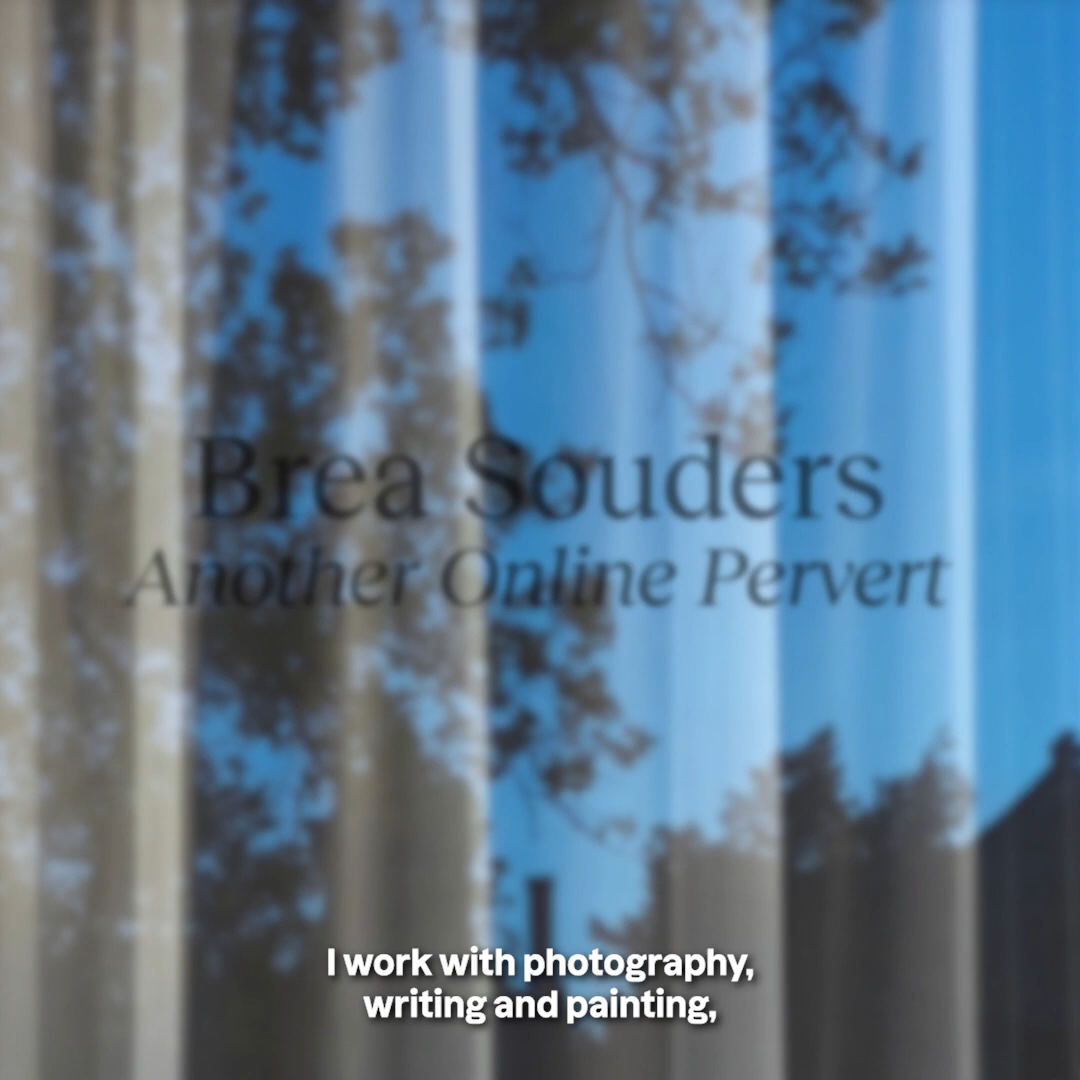 Brea Souders
Another Online Pervert
I work with photography,
writing and painting,